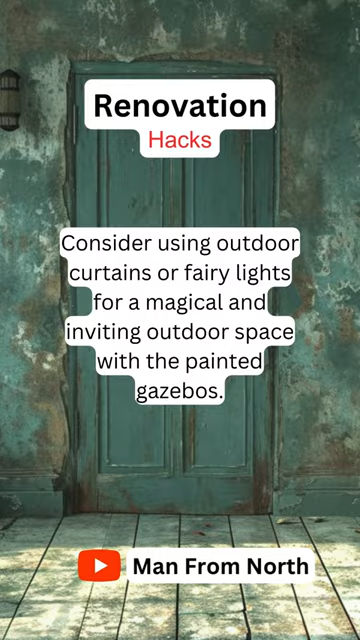 Renovation
Hacks
Consider using outdoor
curtains or fairy lights
for a magical and
inviting outdoor space
with the painted
gazebos.
Man From North